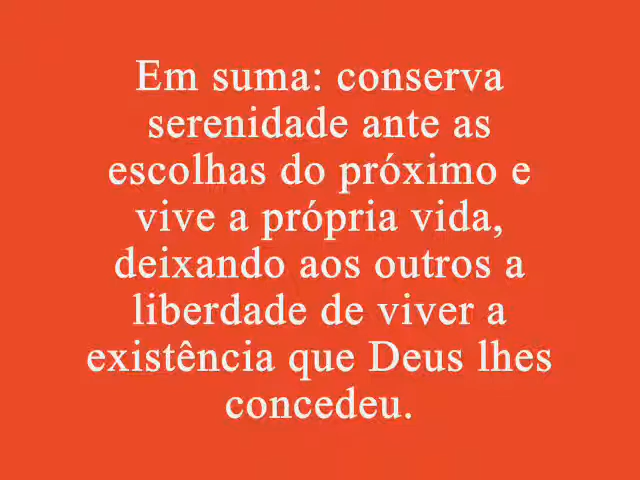 Em suma: conserva
serenidade ante as
escolhas do próximo e
vive a própria vida,
deixando aos outros a
liberdade de viver a
existência que Deus lhes
concedeu.